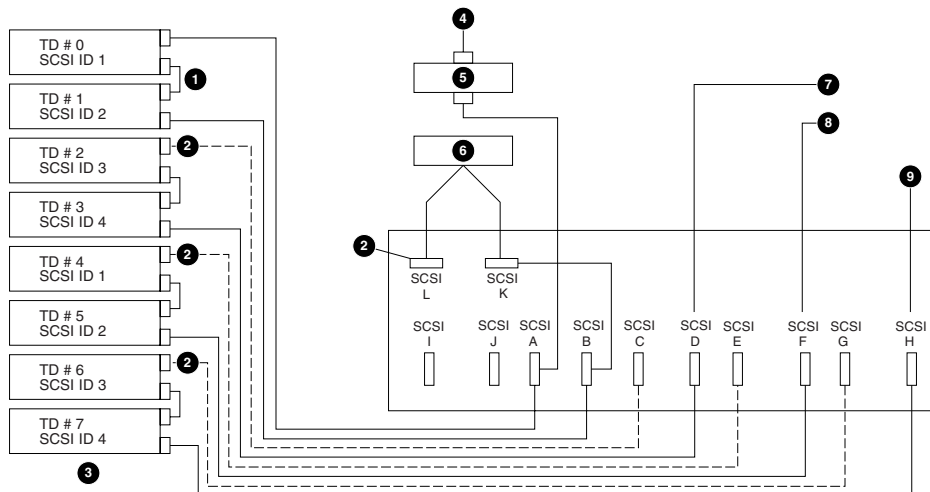 TD # 0
SCSI ID 1
1
TD # 1
SCSI ID 2
2
TD # 2
SCSI ID 3
TD # 3
SCSI ID 4
2
TD # 4
SCSI ID 1
TD # 5
SCSI ID 2
2
TD # 6
SCSI ID 3
TD # 7
SCSI ID 4
3
4
5
6
7
8
9
2
SCSI
L
SCSI
K
SCSI
I
SCSI
J
SCSI
A
SCSI
B
SCSI
C
SCSI
D
SCSI
E
SCSI
F
SCSI
G
SCSI
H